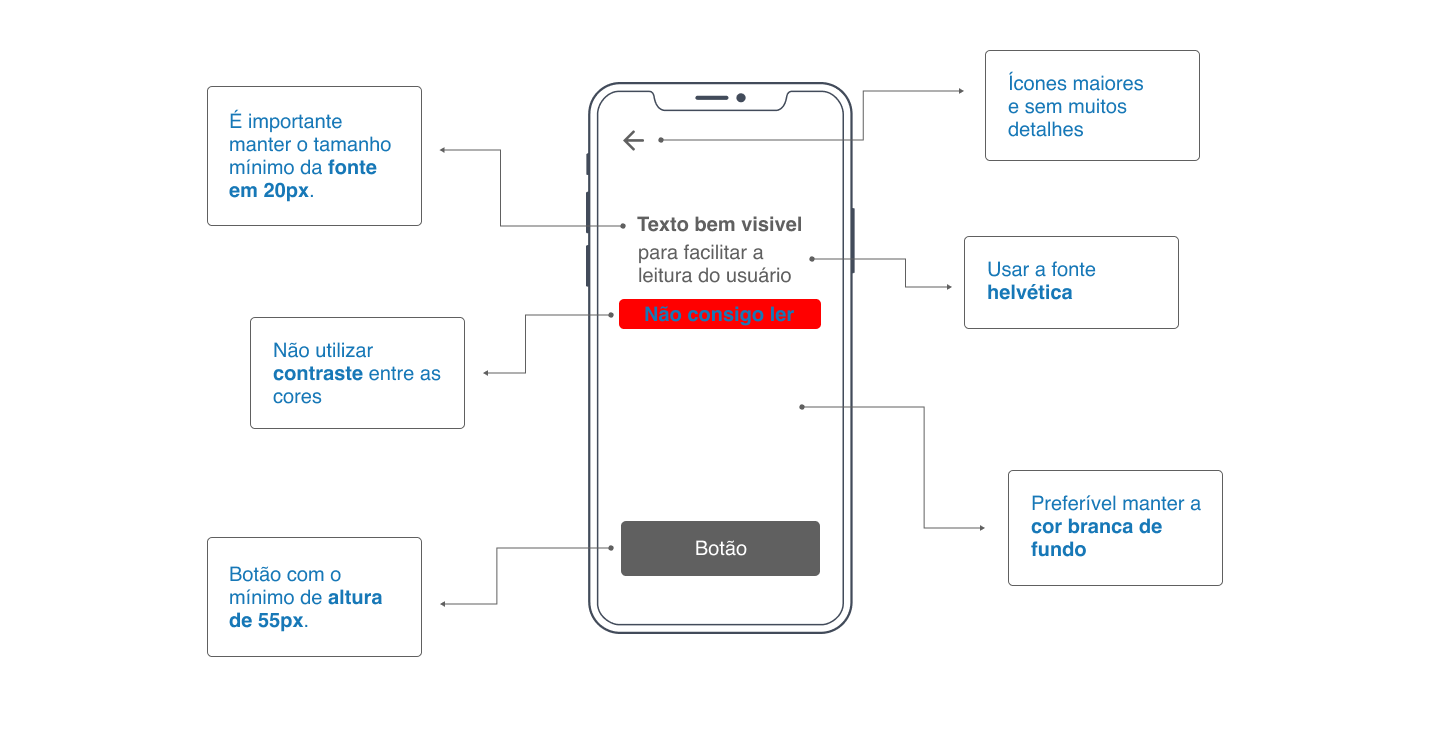 É importante
manter o tamanho
mínimo da fonte
em 20px.
Não utilizar
contraste entre as
cores
Botão com o
mínimo de altura
de 55px.
Texto bem visivel
para facilitar a
leitura do usuário
Não consigo ler
Botão
Ícones maiores
e sem muitos
detalhes
Usar a fonte
helvética
Preferível manter a
cor branca de
fundo